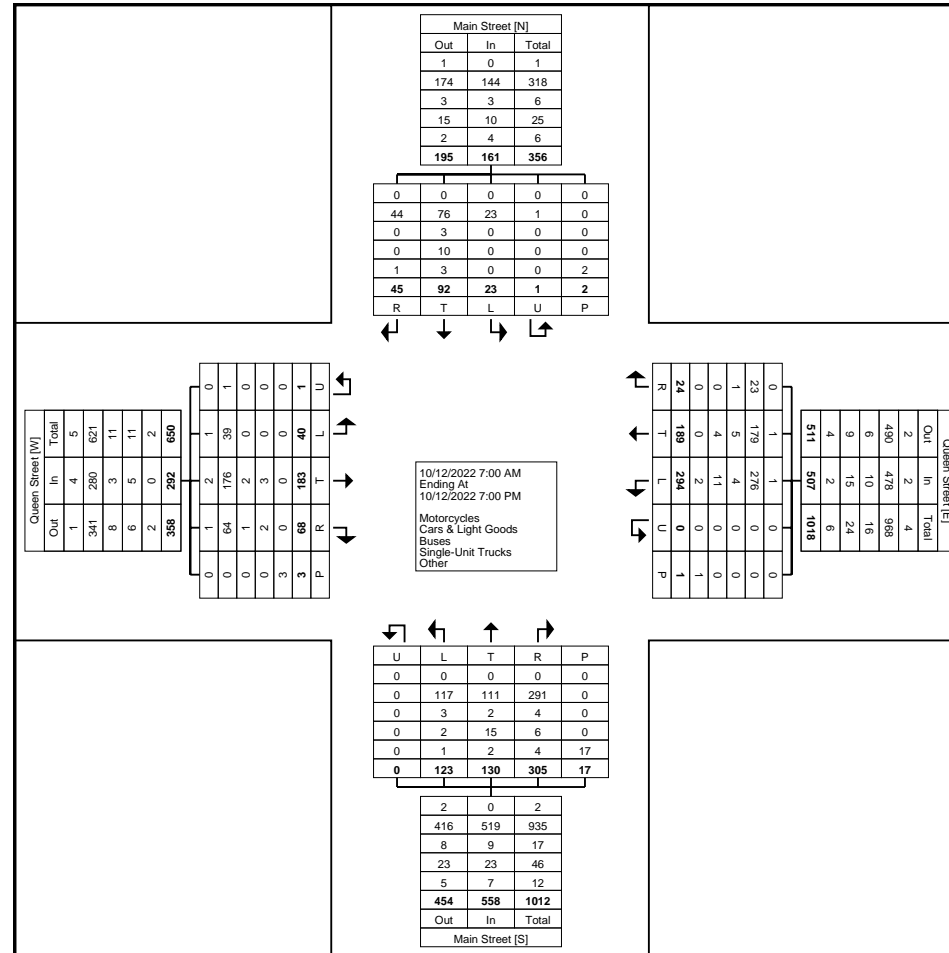 Main Street [N]
Out In Total
1 0 1
174 144 318
3 3 6
15 10 25
2 4 6
195 161 356
0 0 0 0 0
44 76 23 1 0
0 3 0 0 0
0 10 0 0 0
1 3 0 0 2
45 92 23 1 2
R T L U P
Queen Street [W]
Out In Total
1 4 5
341 280 621
8 3 11
6 5 11
2 0 2
358 292 650
0 1 2 1 0
0 64 176 39 1
0 1 2 0 0
0 2 3 0 0
3 0 0 0 0
3 68 183 40 1
P R T L U
10/12/2022 7:00 AM
Ending At
10/12/2022 7:00 PM
Motorcycles
Cars & Light Goods
Buses
Single-Unit Trucks
Other
Queen Street [E]
Out In Total
2 2 4
490 478 968
6 10 16
9 15 24
4 2 6
511 507 1018
0 1 1 0 0
23 179 276 0 0
1 5 4 0 0
0 4 11 0 0
0 0 2 0 1
24 189 294 0 1
R T L U P
U L T R P
0 0 0 0 0
0 117 111 291 0
0 3 2 4 0
0 2 15 6 0
0 1 2 4 17
0 123 130 305 17
2 0 2
416 519 935
8 9 17
23 23 46
5 7 12
454 558 1012
Out In Total
Main Street [S]